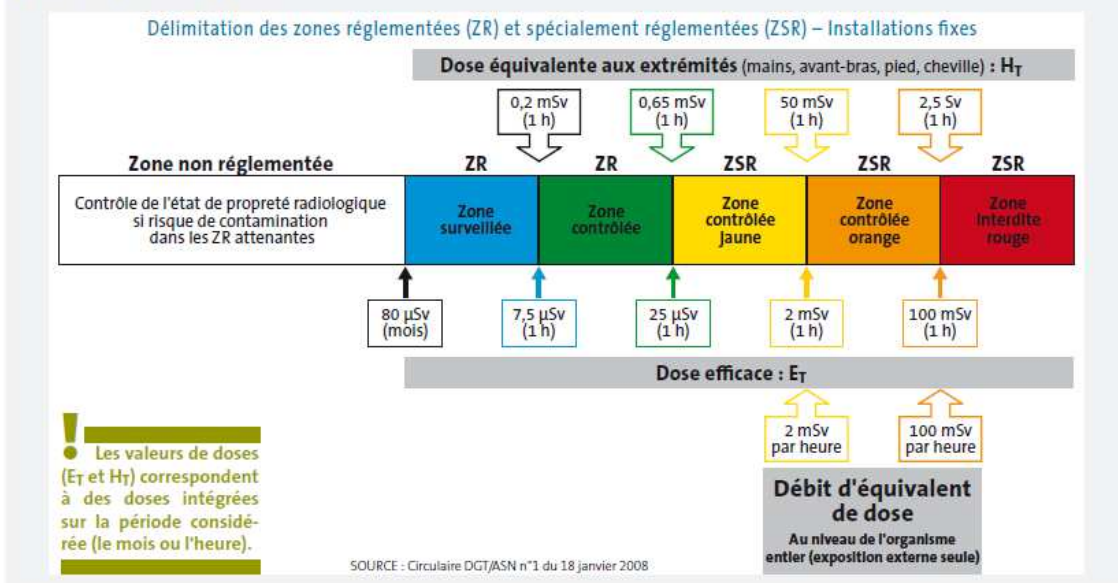 Délimitation des zones réglementées (ZR) et spécialement réglementées (ZSR) – Installations fixes
Dose équivalente aux extrémités (mains, avant-bras, pied, cheville) : HT
0,2 mSv
(1 h)
0,65 mSv
(1 h)
50 mSv
(1 h)
2,5 Sv
(1 h)
Zone non réglementée
ZR
ZR
ZSR
ZSR
ZSR
Contrôle de l'état de propreté radiologique
si risque de contamination
dans les ZR attenantes
Zone
surveillée
Zone
contrôlée
Zone
contrôlée
Jaune
Zone
contrôlée
orange
Zone
interdite
rouge
80 µSv
(mois)
7,5 µSv
(1 h)
25 µSv
(1 h)
2 mSv
(1 h)
100 mSv
(1 h)
Dose efficace : ET
2 mSv
par heure
100 mSv
par heure
Débit d'équivalent
de dose
Au niveau de l'organisme
entier (exposition externe seule)
! Les valeurs de doses
(ET et HT) correspondent
à des doses intégrées
sur la période considé-
rée (le mois ou l'heure).
SOURCE : Circulaire DGT/ASN n°1 du 18 janvier 2008